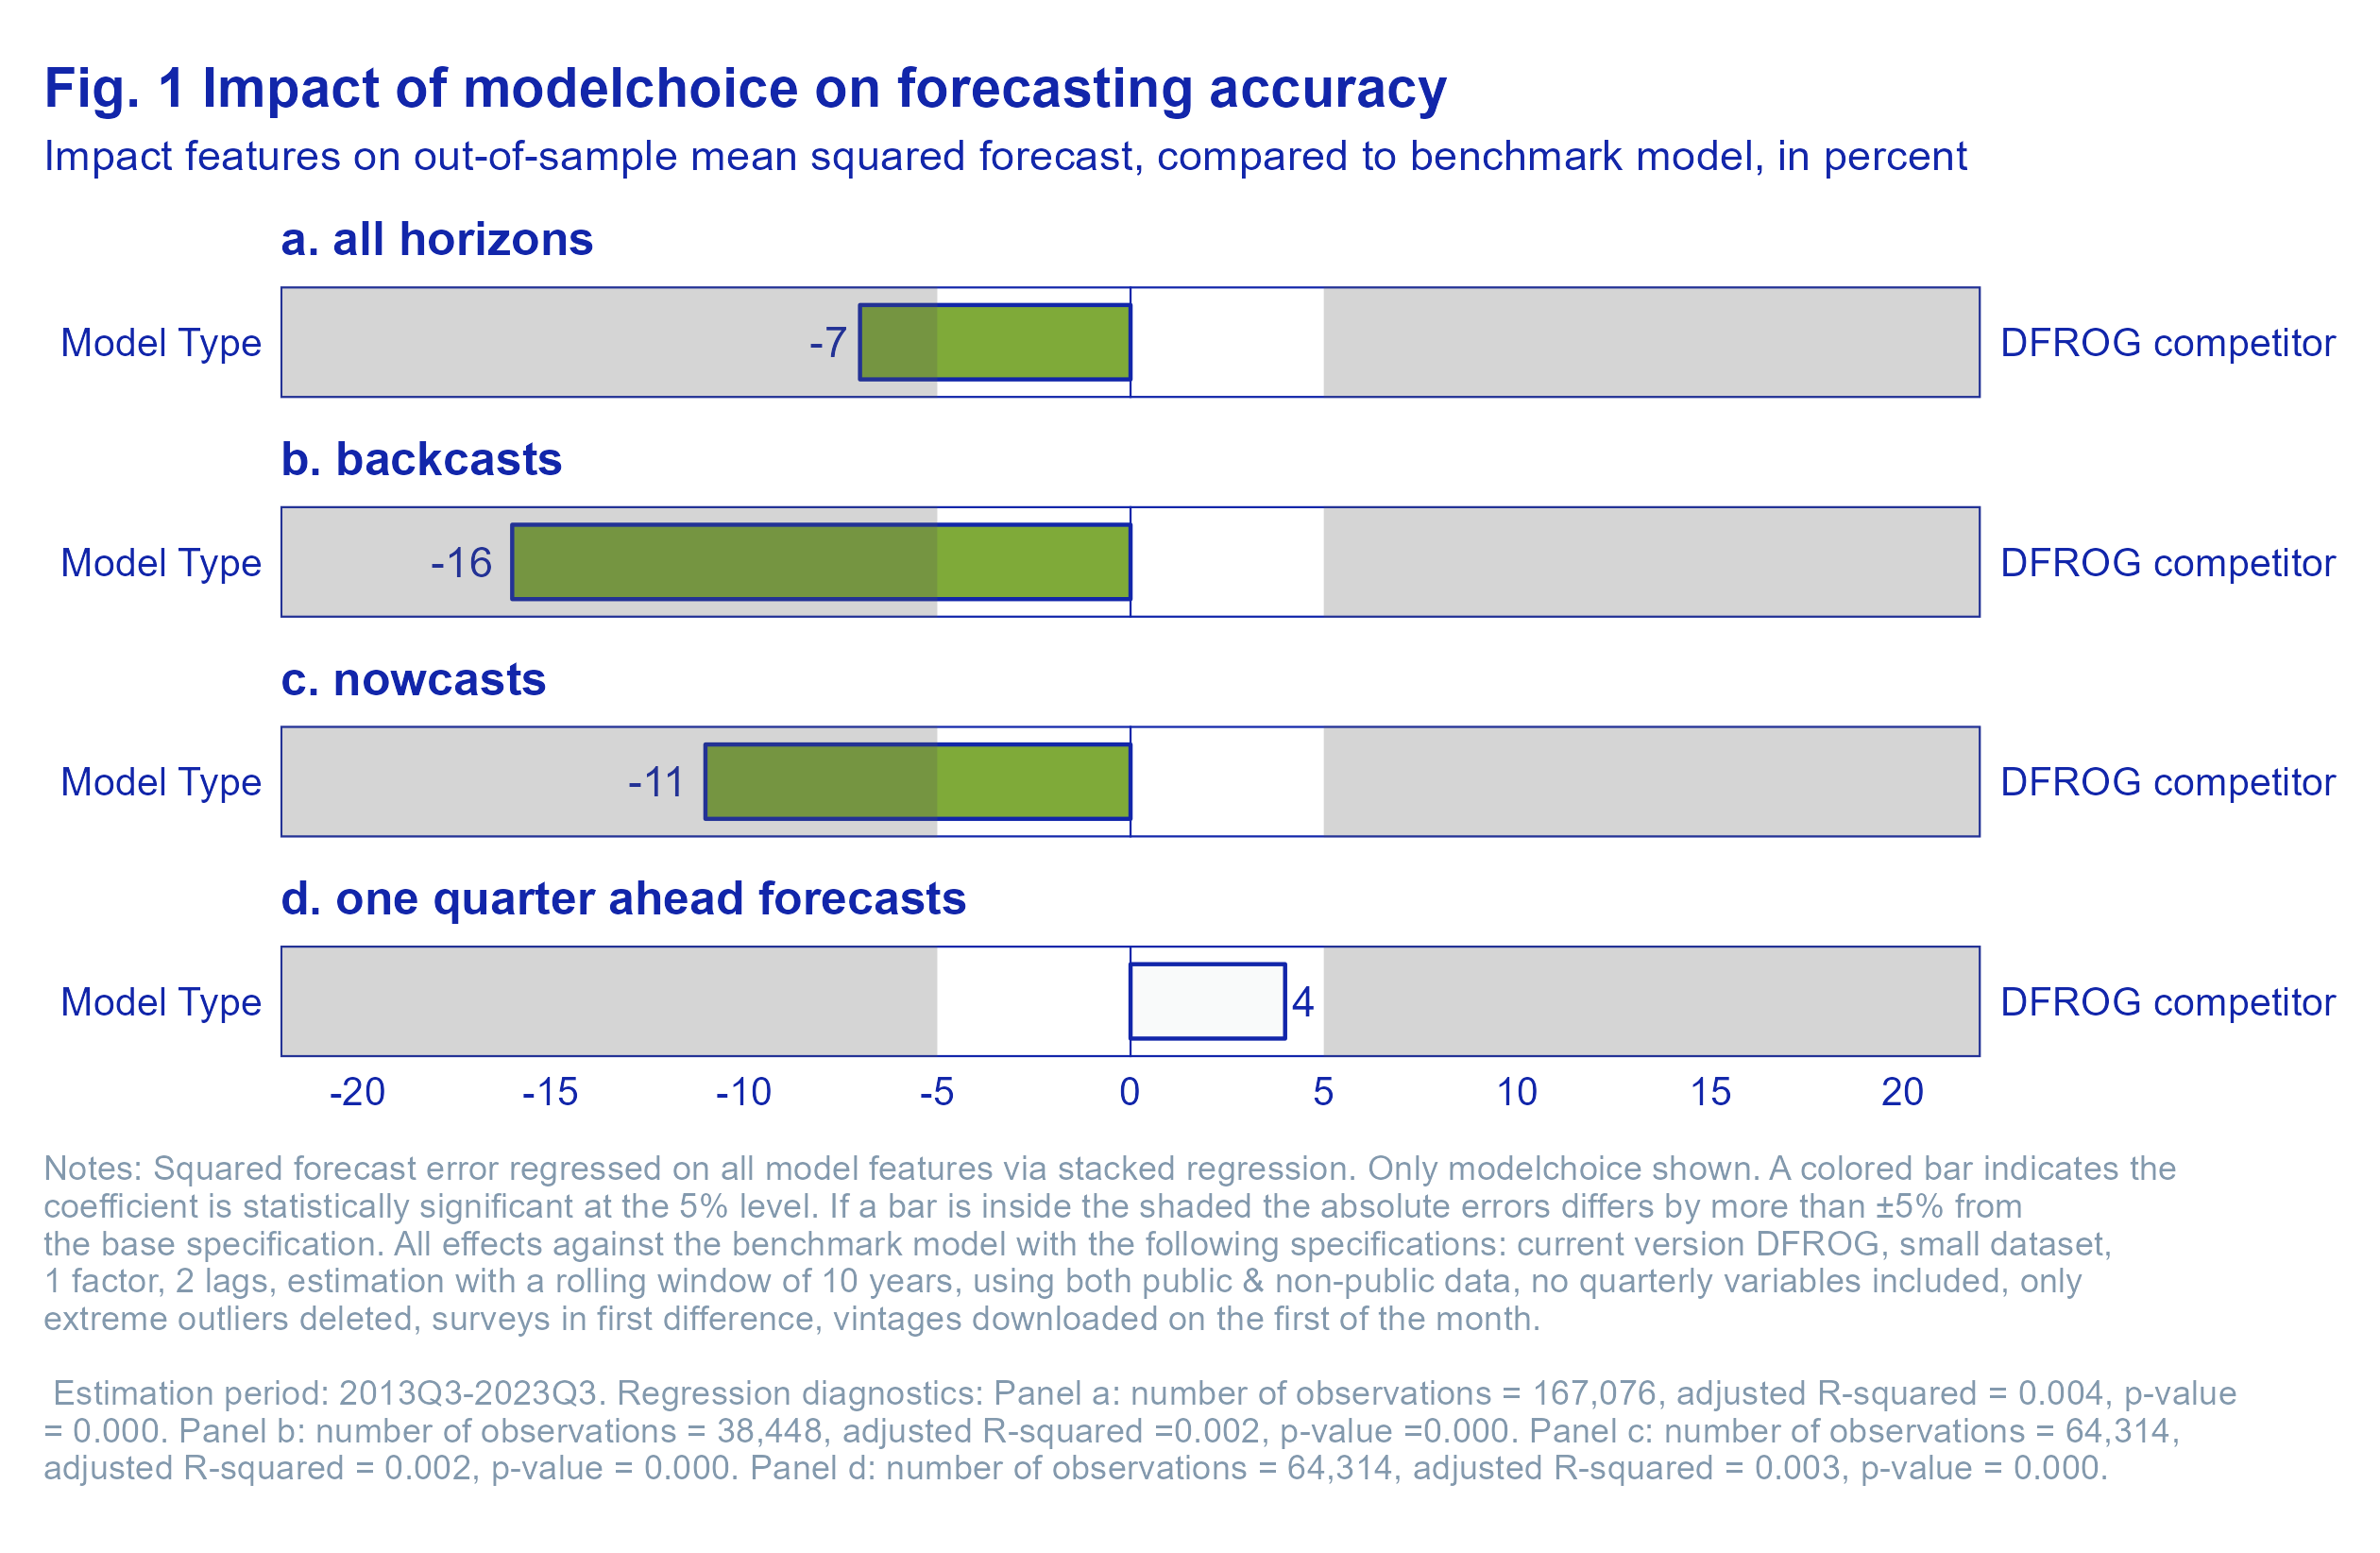 Fig. 1 Impact of modelchoice on forecasting accuracy
Impact features on out-of-sample mean squared forecast, compared to benchmark model, in percent
a. all horizons
Model Type -7 DFROG competitor
b. backcasts
Model Type -16 DFROG competitor
c. nowcasts
Model Type -11 DFROG competitor
d. one quarter ahead forecasts
Model Type 4 DFROG competitor
-20 -15 -10 -5 0 5 10 15 20
Notes: Squared forecast error regressed on all model features via stacked regression. Only modelchoice shown. A colored bar indicates the
coefficient is statistically significant at the 5% level. If a bar is inside the shaded the absolute errors differs by more than ±5% from
the base specification. All effects against the benchmark model with the following specifications: current version DFROG, small dataset,
1 factor, 2 lags, estimation with a rolling window of 10 years, using both public & non-public data, no quarterly variables included, only
extreme outliers deleted, surveys in first difference, vintages downloaded on the first of the month.
Estimation period: 2013Q3-2023Q3. Regression diagnostics: Panel a: number of observations = 167,076, adjusted R-squared = 0.004, p-value
= 0.000. Panel b: number of observations = 38,448, adjusted R-squared =0.002, p-value =0.000. Panel c: number of observations = 64,314,
adjusted R-squared = 0.002, p-value = 0.000. Panel d: number of observations = 64,314, adjusted R-squared = 0.003, p-value = 0.000.